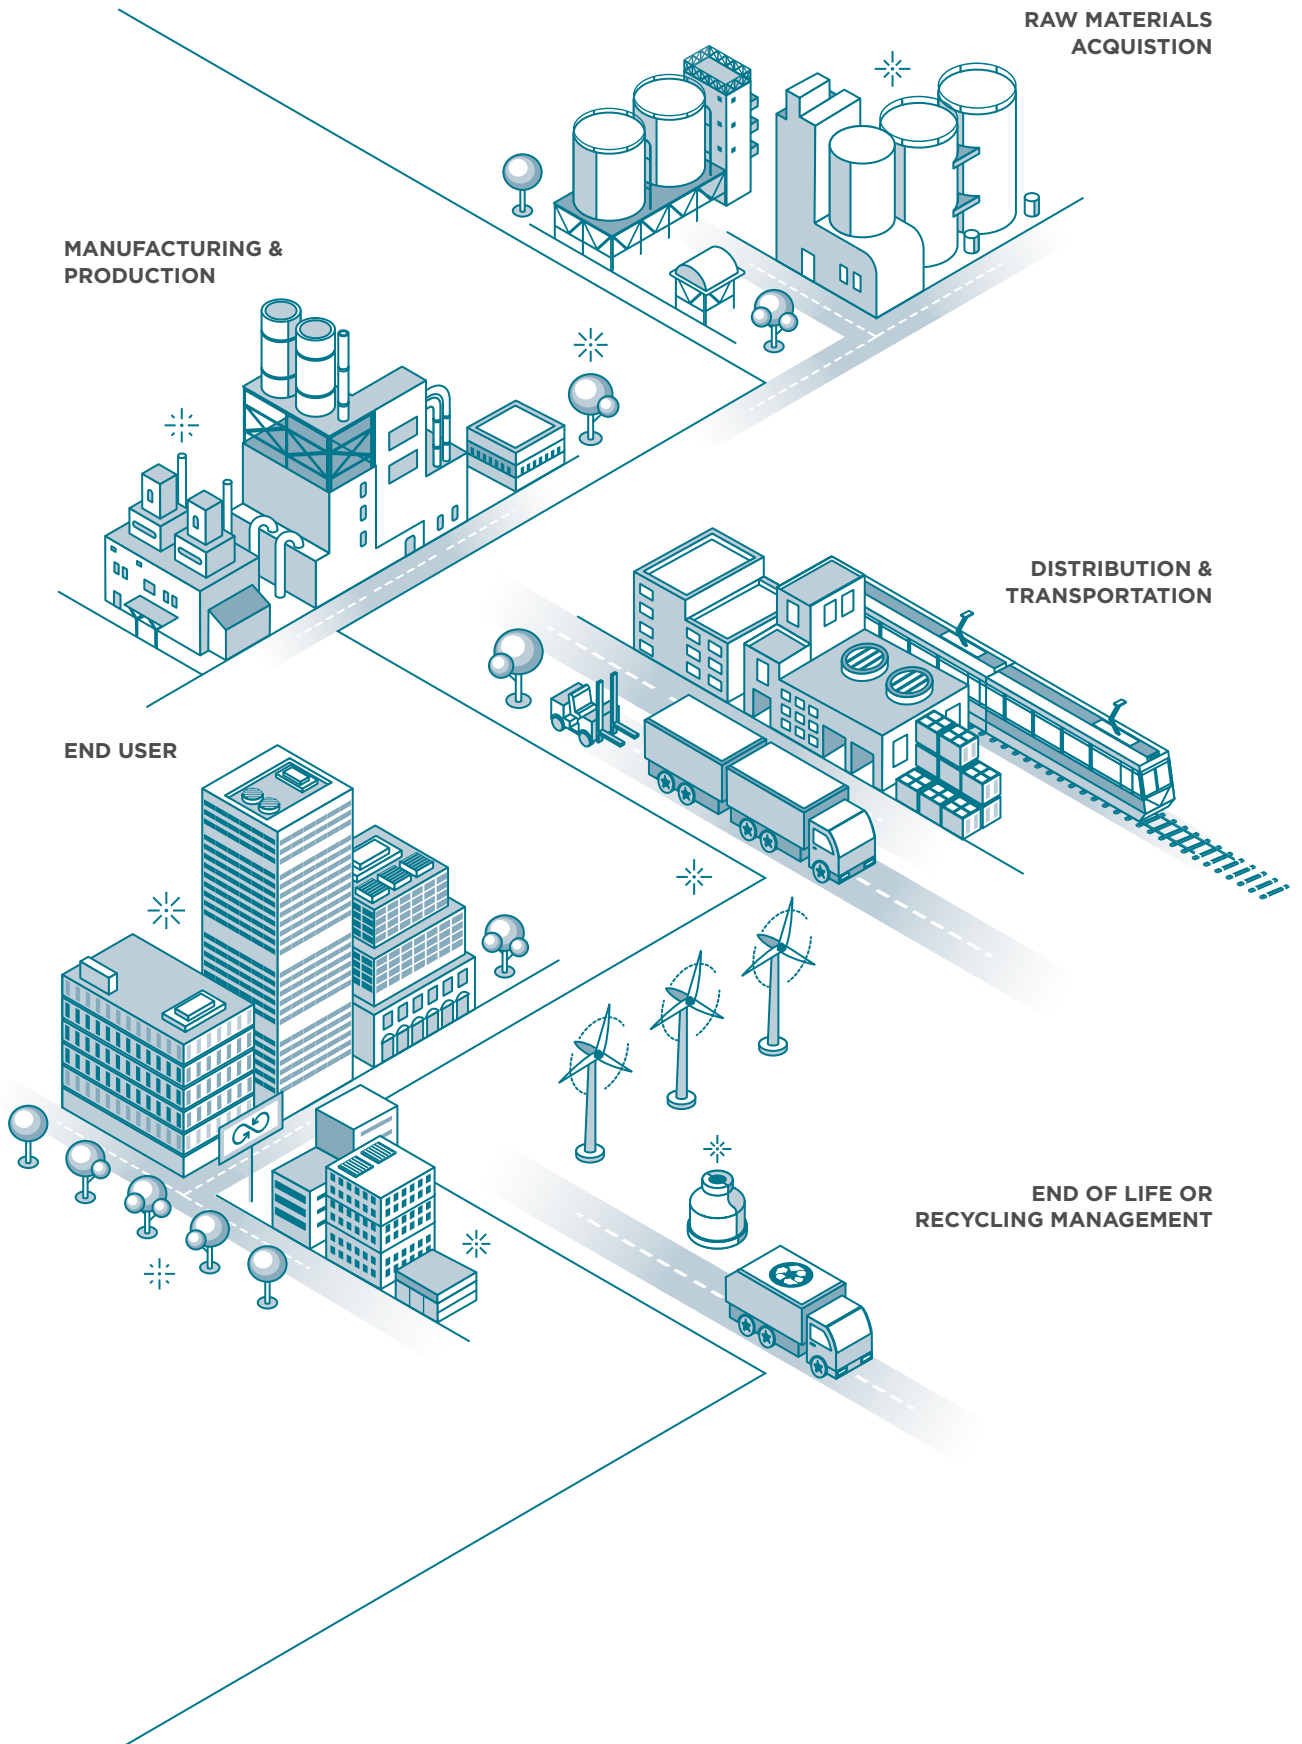 RAW MATERIALS
ACQUISTION
MANUFACTURING &
PRODUCTION
DISTRIBUTION &
TRANSPORTATION
END USER
END OF LIFE OR
RECYCLING MANAGEMENT